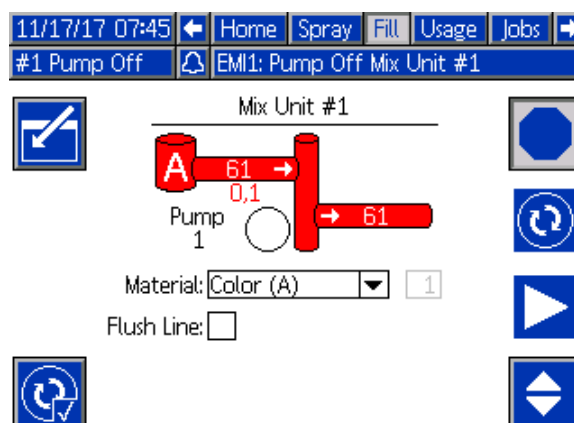 11/17/17 07:45 Home Spray Fill Usage Jobs
#1 Pump Off EMI1: Pump Off Mix Unit #1
Mix Unit #1
A 61
0,1
61
Pump
1
Material: Color (A) 1
Flush Line: